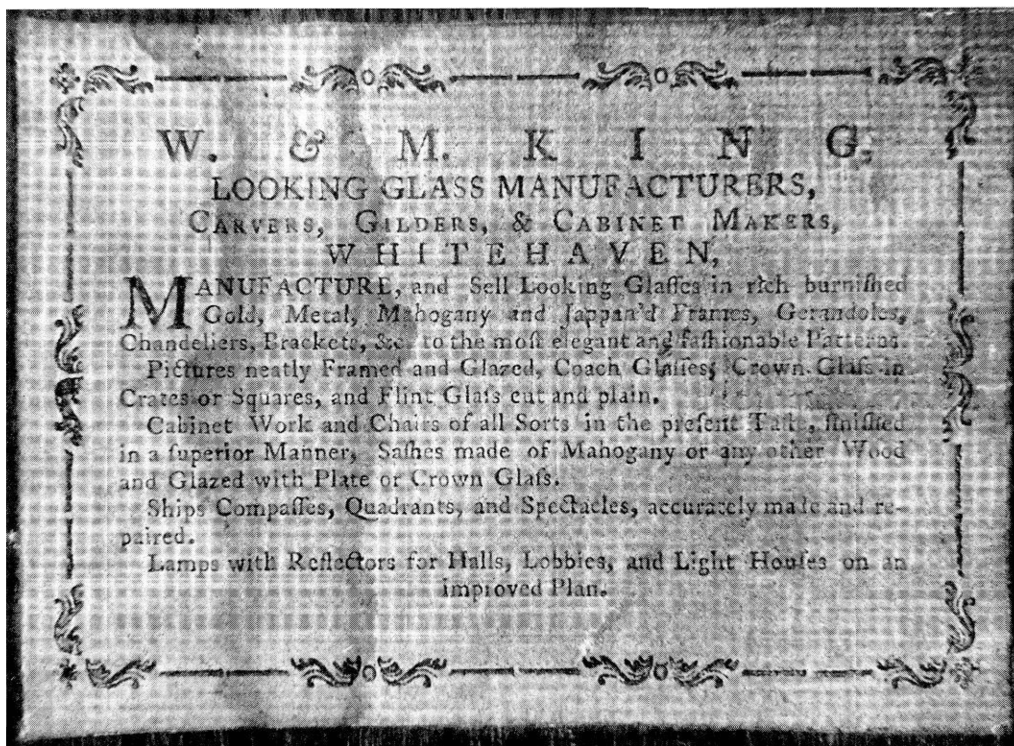 W. & M. KING,
LOOKING GLASS MANUFACTURERS,
CARVERS, GILDERS, & CABINET MAKERS,
WHITEHAVEN,
MANUFACTURE, and Sell Looking Glaſſes in rich burniſhed
Gold, Metal, Mahogany and Jappan'd Frames, Gerandoles,
Chandeliers, Brackets, &c. to the moſt elegant and faſhionable Patterns
Pictures neatly Framed and Glazed, Coach Glaſſes, Crown Glaſs in
Crates or Squares, and Flint Glaſs cut and plain.
Cabinet Work and Chairs of all Sorts in the preſent Taſte, finiſhed
in a ſuperior Manner, Saſhes made of Mahogany or any other Wood
and Glazed with Plate or Crown Glaſs.
Ships Compaſſes, Quadrants, and Spectacles, accurately made and re-
paired.
Lamps with Reflectors for Halls, Lobbies, and Light Houſes on an
improved Plan.